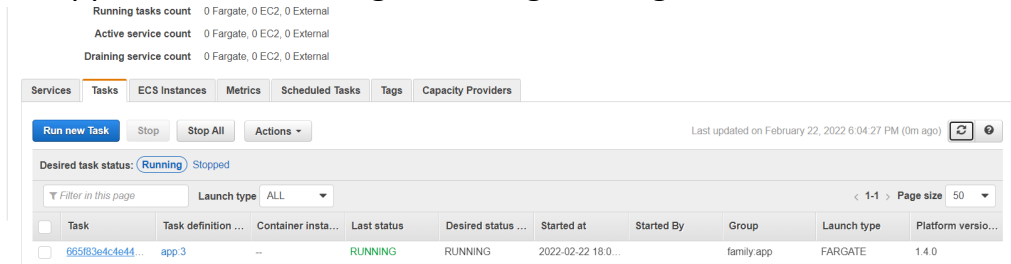 Running tasks count 0 Fargate, 0 EC2, 0 External
Active service count 0 Fargate, 0 EC2, 0 External
Draining service count 0 Fargate, 0 EC2, 0 External
Services Tasks ECS Instances Metrics Scheduled Tasks Tags Capacity Providers
Run new Task Stop Stop All Actions Last updated on February 22, 2022 6:04:27 PM (0m ago)
Desired task status: Running Stopped
Filter in this page Launch type ALL < 1-1 > Page size 50
Task Task definition ... Container insta... Last status Desired status ... Started at Started By Group Launch type Platform versio...
665f83e4c4e44... app:3 -- RUNNING RUNNING 2022-02-22 18:0... family:app FARGATE 1.4.0